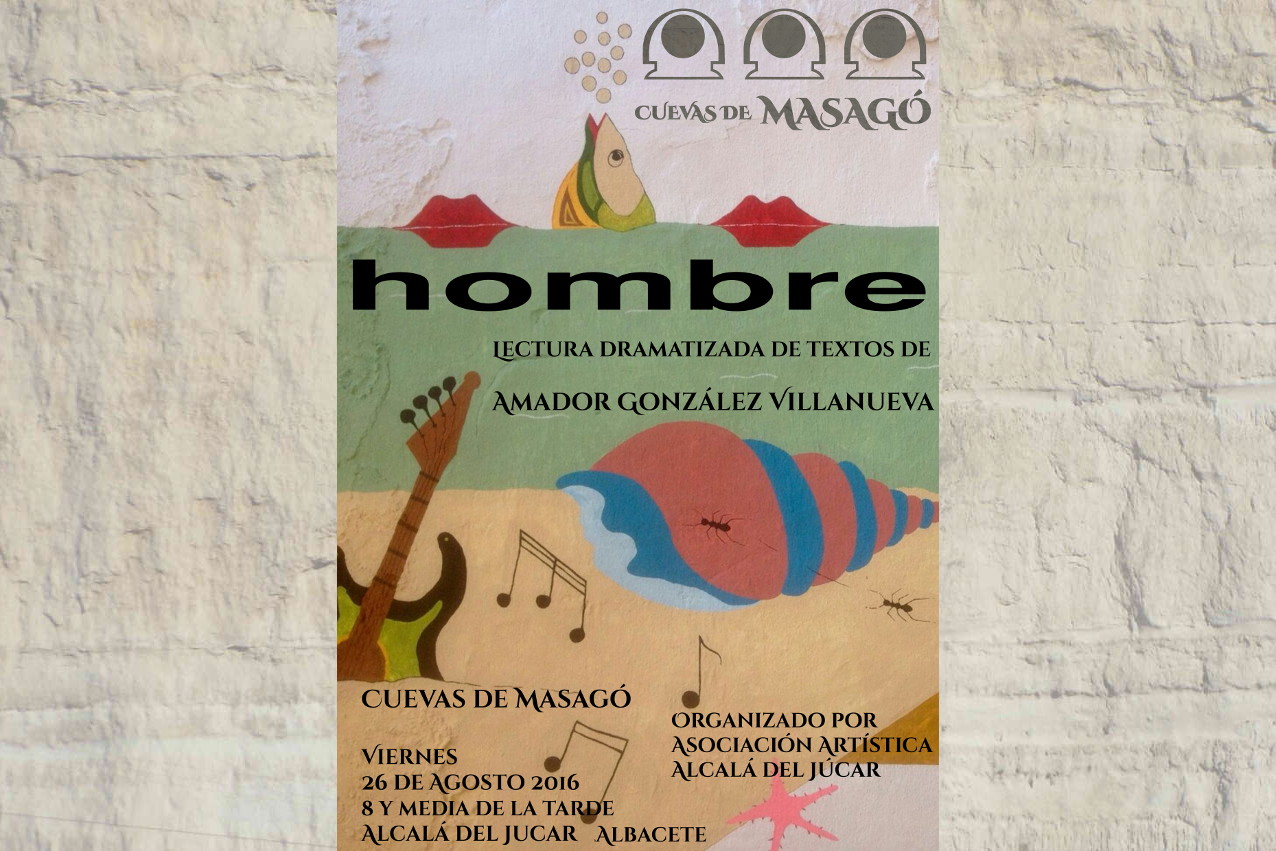 CUEVAS DE MASAGÓ
hombre
LECTURA DRAMATIZADA DE TEXTOS DE
AMADOR GONZÁLEZ VILLANUEVA
CUEVAS DE MASAGÓ
VIERNES
26 DE AGOSTO 2016
8 Y MEDIA DE LA TARDE
ALCALÁ DEL JUCAR ALBACETE
ORGANIZADO POR
ASOCIACIÓN ARTÍSTICA
ALCALÁ DEL JÚCAR